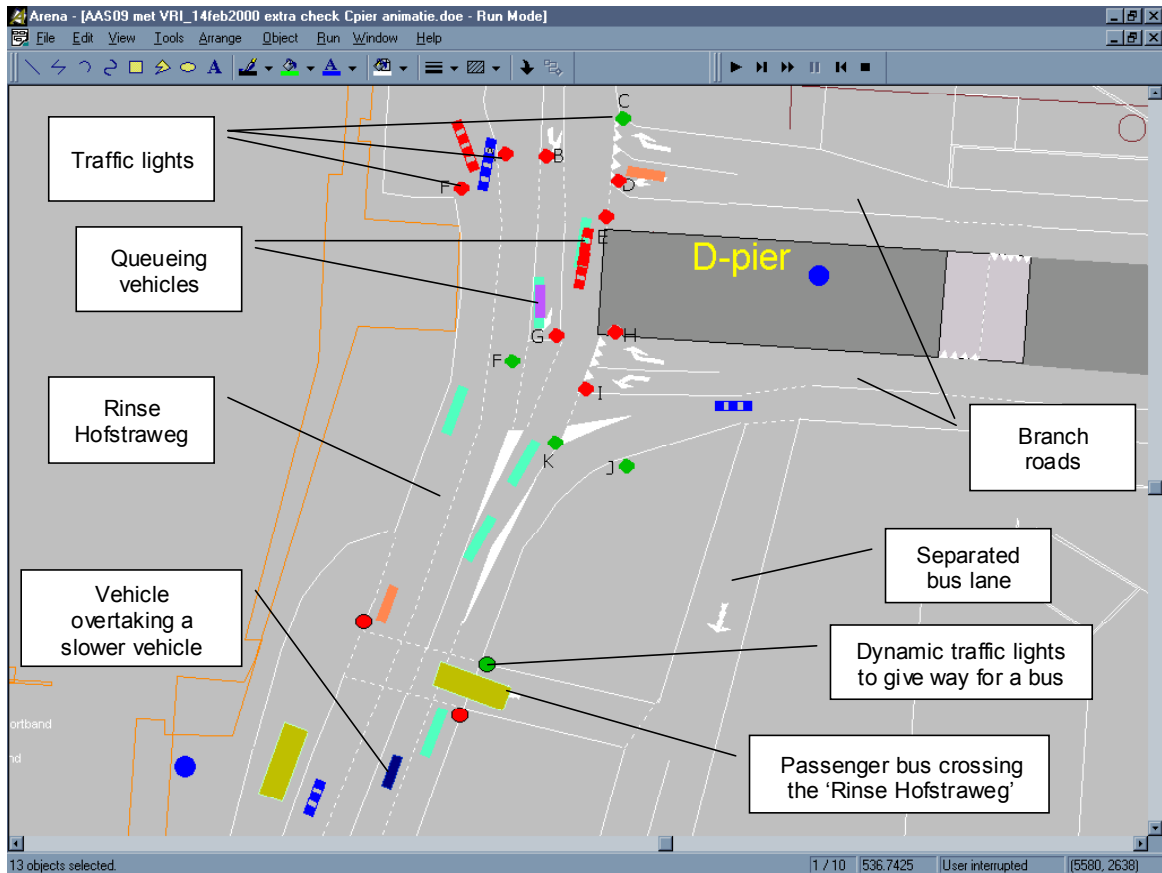 Arena - [AAS09 met VRI_14feb2000 extra check Cpier animatie.doe - Run Mode]
File Edit View Tools Arrange Object Run Window Help
A A
Traffic lights
C
B
F
D
Queueing
vehicles
E
D-pier
G
H
F
I
Rinse
Hofstraweg
K
J
Branch
roads
Separated
bus lane
Vehicle
overtaking a
slower vehicle
Dynamic traffic lights
to give way for a bus
ortband
nd
Passenger bus crossing
the ‘Rinse Hofstraweg’
13 objects selected.
1 / 10 536.7425 User interrupted (5580, 2638)